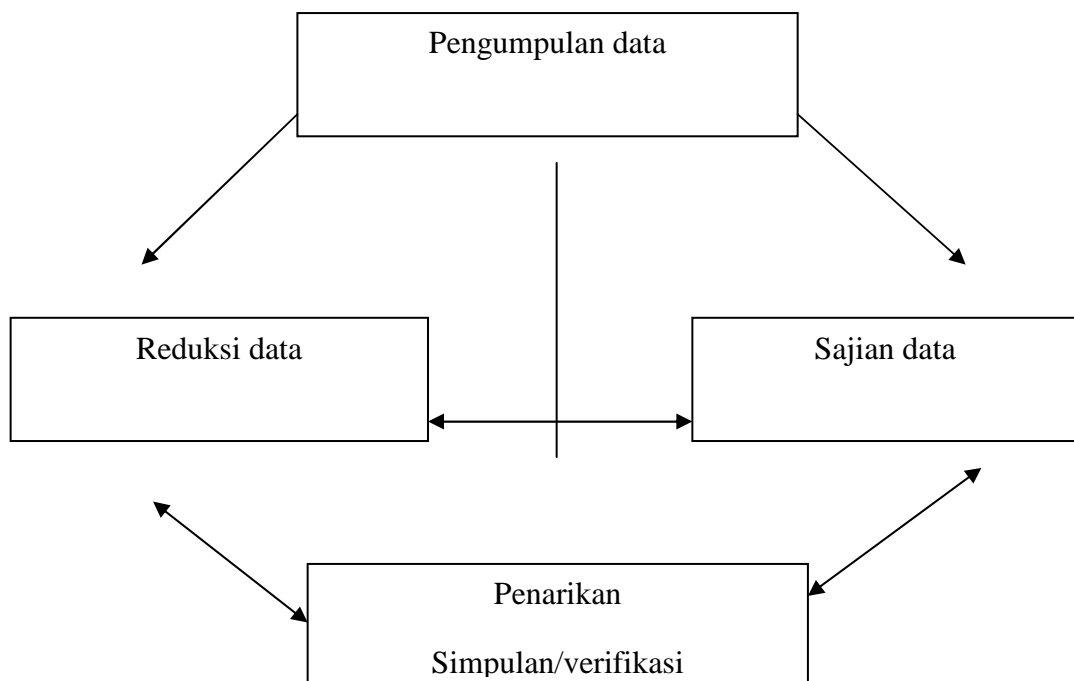 Pengumpulan data
Reduksi data
Sajian data
Penarikan
Simpulan/verifikasi